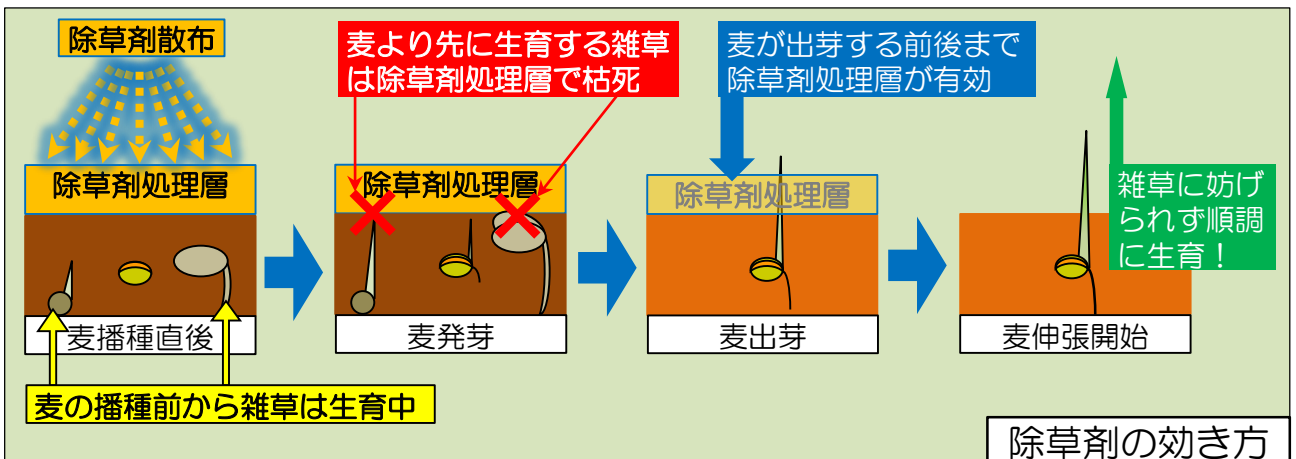 除草剤散布
麦より先に生育する雑草
は除草剤処理層で枯死
麦が出芽する前後まで
除草剤処理層が有効
除草剤処理層
除草剤処理層
除草剤処理層
雑草に妨げ
られず順調
に生育！
麦播種直後
麦発芽
麦出芽
麦伸張開始
麦の播種前から雑草は生育中
除草剤の効き方